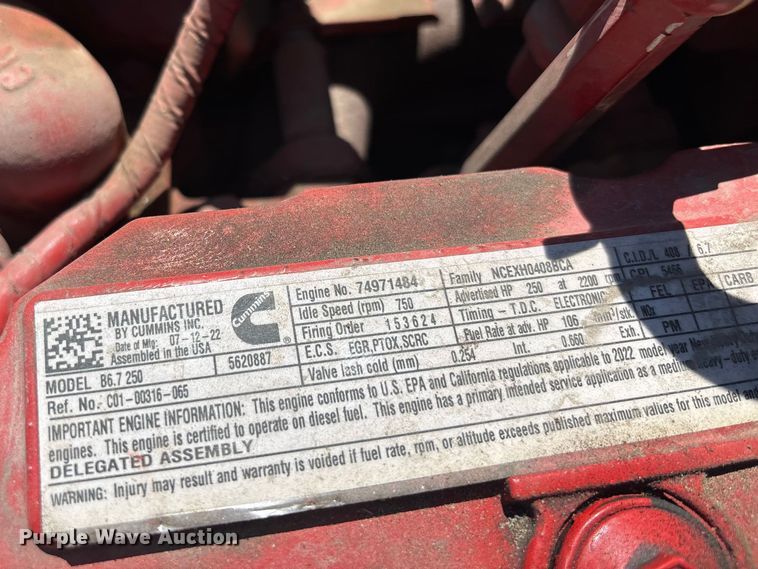 MANUFACTURED
BY CUMMINS INC.
Date of Mfg: 07-12-22
Assembled in the USA
5620887
Cummins
MODEL B6.7 250
Ref. No.: C01-00316-065
Engine No. 74971484
Idle Speed (rpm) 750
Firing Order 153624
E.C.S. EGR,PTOX,SCRC
Valve lash cold (mm) 0.254 Int. 0.660 Exh.
Family NCEXH0408BCA
Advertised HP 250 at 2200 rpm
Timing - T.D.C. ELECTRONIC
Fuel Rate at adv. HP 106 mm³/stk.
C.I.D./L 408 / 6.7
CPL 5466
FEL EPA CARB
NOx
PM
IMPORTANT ENGINE INFORMATION: This engine conforms to U.S. EPA and California regulations applicable to 2022 model year New
engines. This engine is certified to operate on diesel fuel. This engine has a primary intended service application as a medium heavy-duty
DELEGATED ASSEMBLY
WARNING: Injury may result and warranty is voided if fuel rate, rpm, or altitude exceeds published maximum values for this model and
Purple Wave Auction